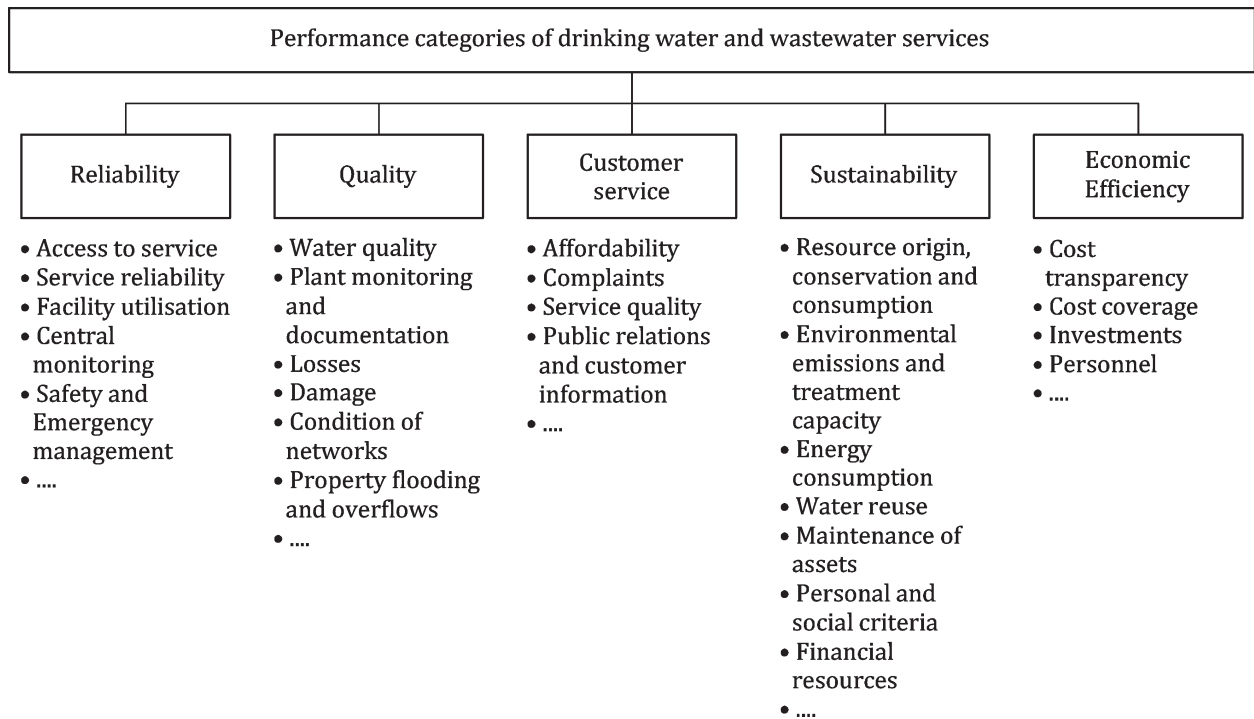 Performance categories of drinking water and wastewater services
Reliability
• Access to service
• Service reliability
• Facility utilisation
• Central
monitoring
• Safety and
Emergency
management
• ....
Quality
• Water quality
• Plant monitoring
and
documentation
• Losses
• Damage
• Condition of
networks
• Property flooding
and overflows
• ....
Customer
service
• Affordability
• Complaints
• Service quality
• Public relations
and customer
information
• ....
Sustainability
• Resource origin,
conservation and
consumption
• Environmental
emissions and
treatment
capacity
• Energy
consumption
• Water reuse
• Maintenance of
assets
• Personal and
social criteria
• Financial
resources
• ....
Economic
Efficiency
• Cost
transparency
• Cost coverage
• Investments
• Personnel
• ....